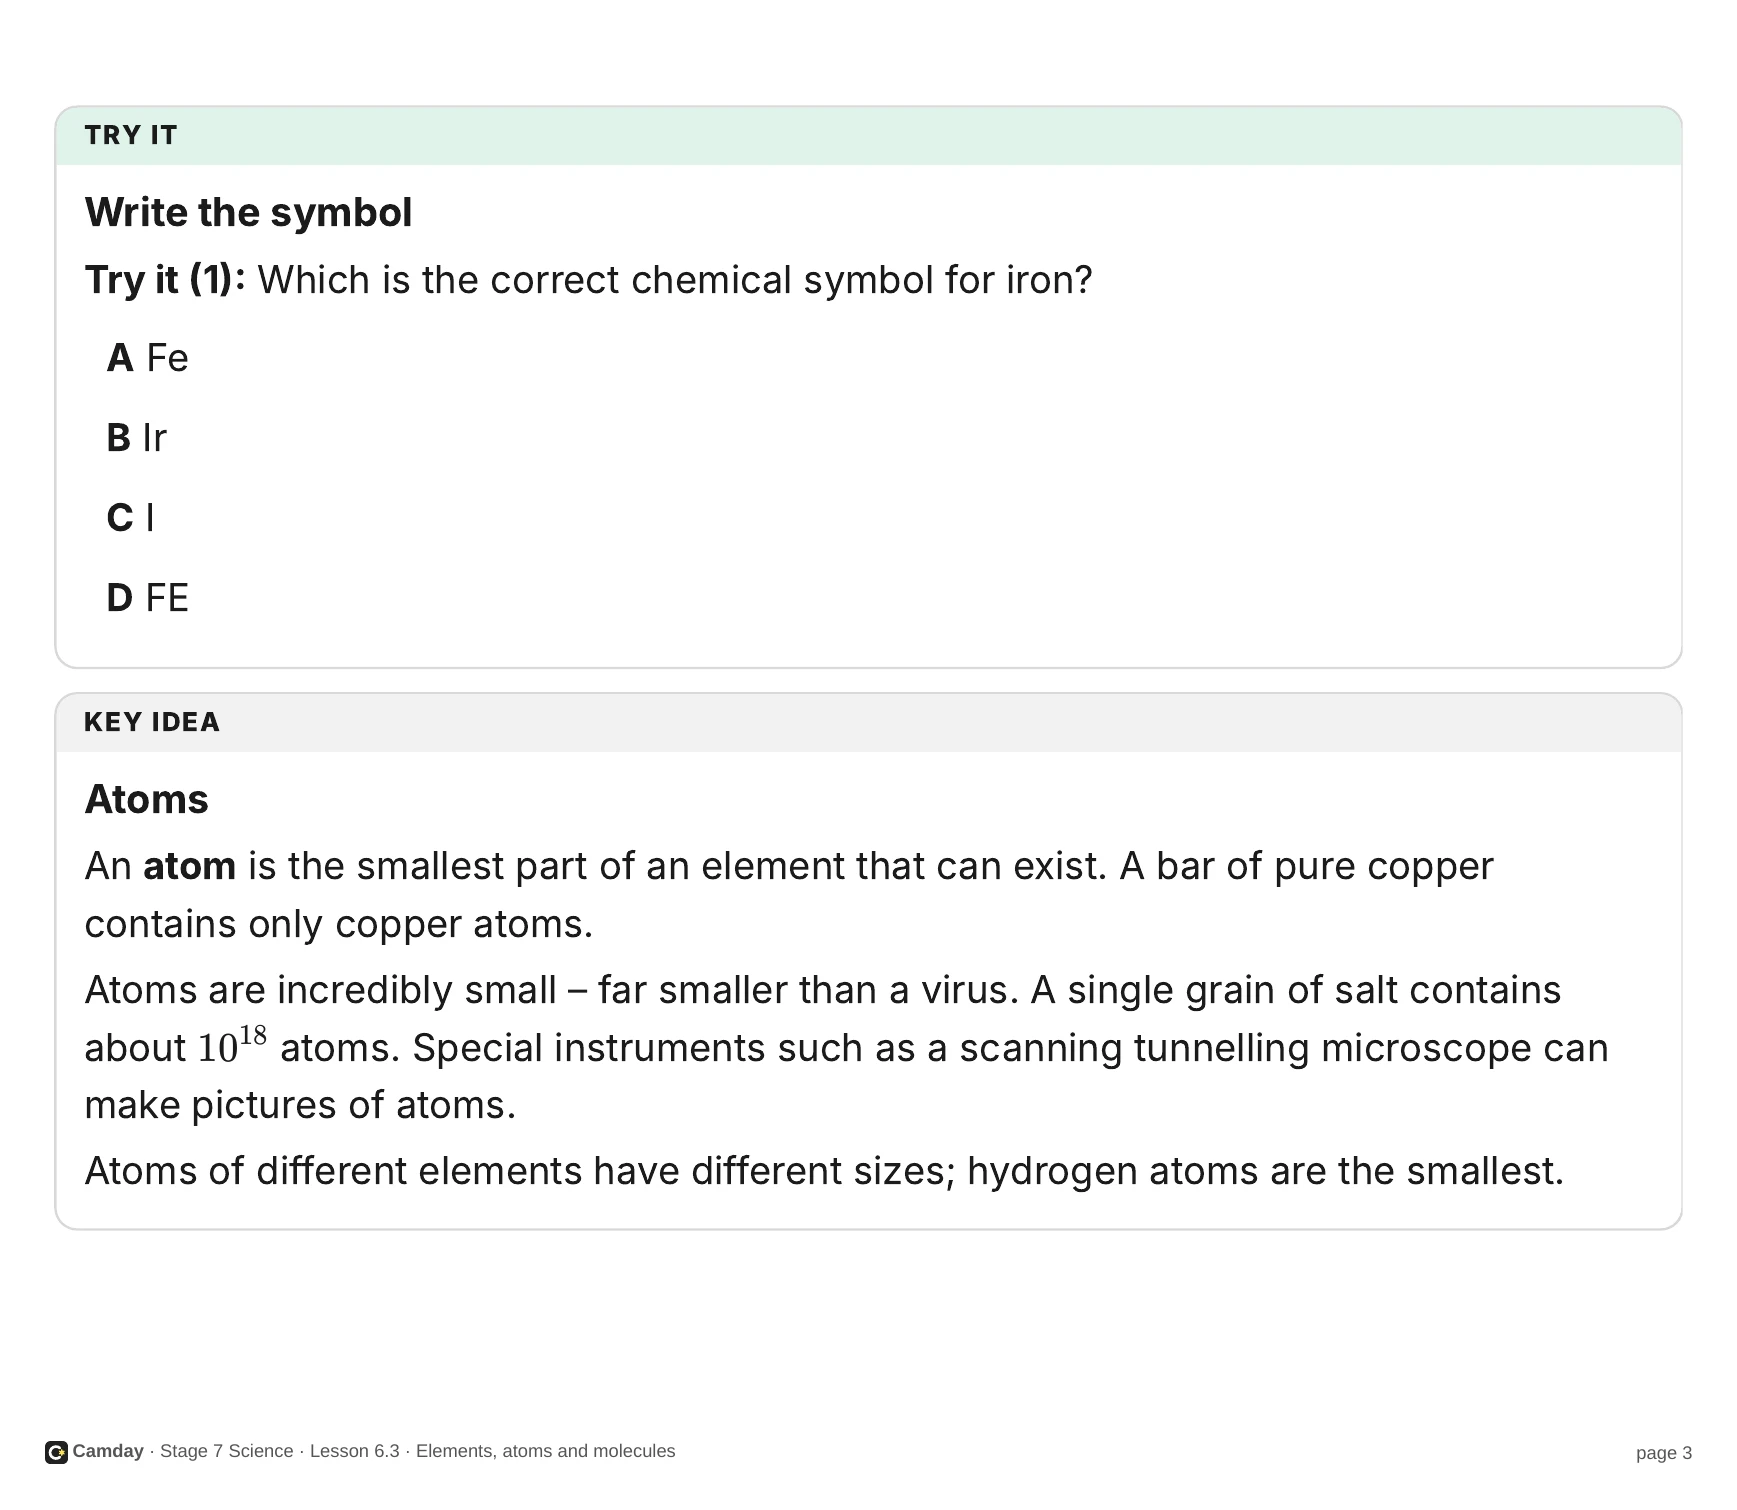 TRY IT
Write the symbol
Try it (1): Which is the correct chemical symbol for iron?
A Fe
B Ir
C I
D FE
KEY IDEA
Atoms
An atom is the smallest part of an element that can exist. A bar of pure copper
contains only copper atoms.
Atoms are incredibly small – far smaller than a virus. A single grain of salt contains
about 10¹⁸ atoms. Special instruments such as a scanning tunnelling microscope can
make pictures of atoms.
Atoms of different elements have different sizes; hydrogen atoms are the smallest.
Camday · Stage 7 Science · Lesson 6.3 · Elements, atoms and molecules
page 3